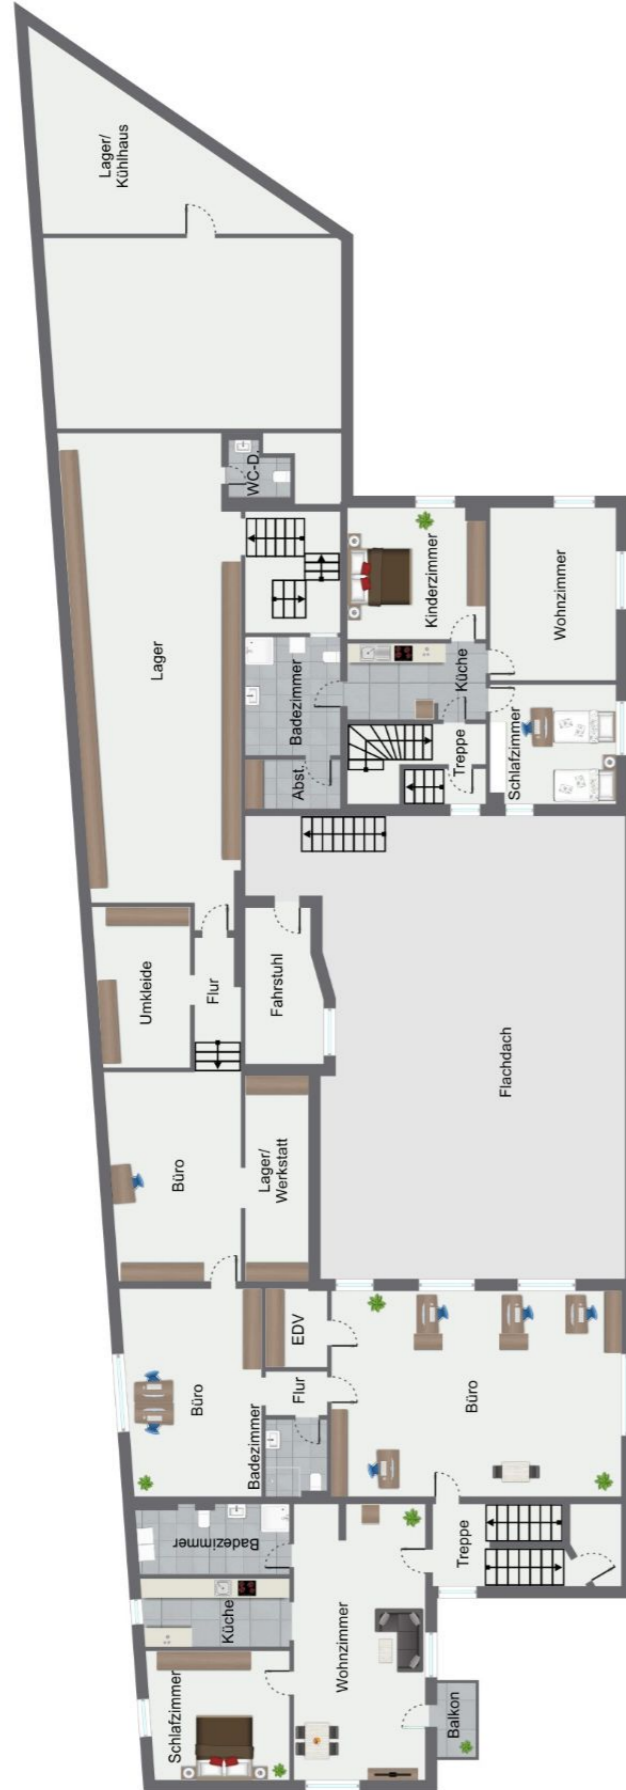 Lager/
Kühlhaus
WC-D.
Lager
Kinderzimmer
Wohnzimmer
Badezimmer
Küche
Abst.
Treppe
Schlafzimmer
Umkleide
Flur
Fahrstuhl
Flachdach
Büro
Lager/
Werkstatt
EDV
Büro
Flur
Büro
Badezimmer
Badezimmer
Treppe
Küche
Wohnzimmer
Schlafzimmer
Balkon